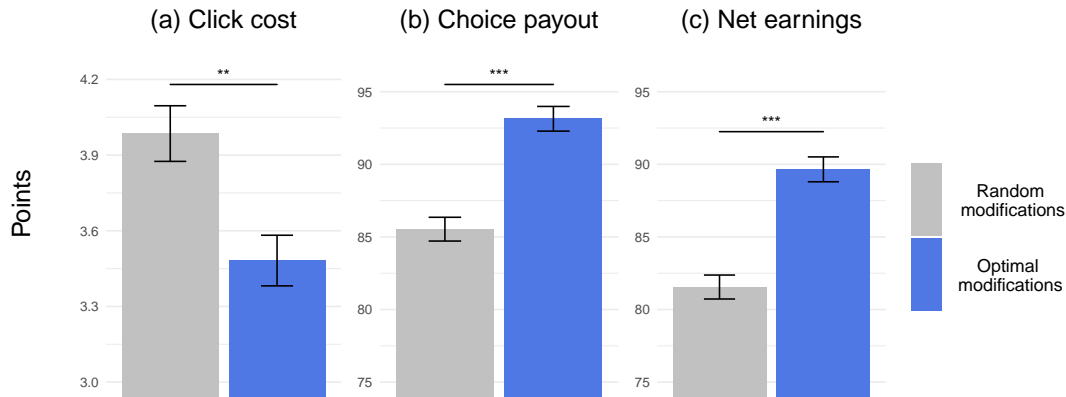 (a) Click cost
(b) Choice payout
(c) Net earnings
Points
4.2
3.9
3.6
3.3
3.0
**
95
90
85
80
75
***
95
90
85
80
75
***
Random
modifications
Optimal
modifications